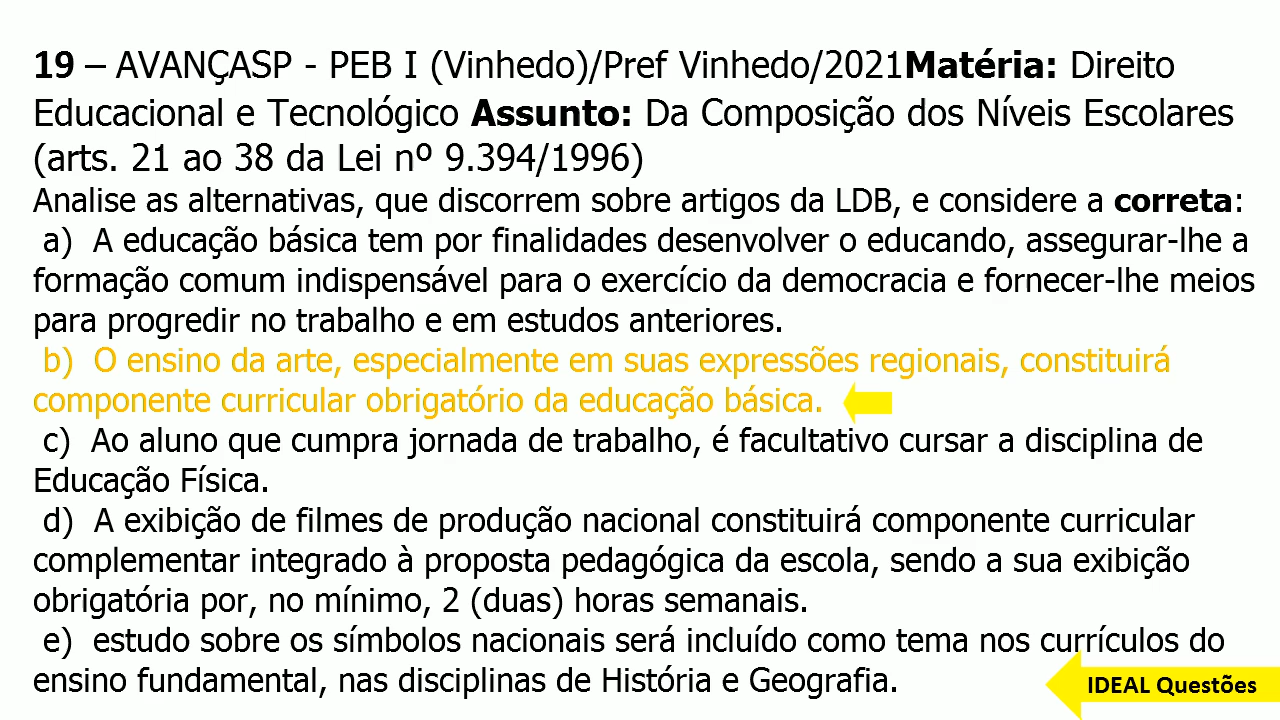 19 – AVANÇASP - PEB I (Vinhedo)/Pref Vinhedo/2021Matéria: Direito
Educacional e Tecnológico Assunto: Da Composição dos Níveis Escolares
(arts. 21 ao 38 da Lei nº 9.394/1996)
Analise as alternativas, que discorrem sobre artigos da LDB, e considere a correta:
a) A educação básica tem por finalidades desenvolver o educando, assegurar-lhe a
formação comum indispensável para o exercício da democracia e fornecer-lhe meios
para progredir no trabalho e em estudos anteriores.
b) O ensino da arte, especialmente em suas expressões regionais, constituirá
componente curricular obrigatório da educação básica.
c) Ao aluno que cumpra jornada de trabalho, é facultativo cursar a disciplina de
Educação Física.
d) A exibição de filmes de produção nacional constituirá componente curricular
complementar integrado à proposta pedagógica da escola, sendo a sua exibição
obrigatória por, no mínimo, 2 (duas) horas semanais.
e) estudo sobre os símbolos nacionais será incluído como tema nos currículos do
ensino fundamental, nas disciplinas de História e Geografia.
IDEAL Questões